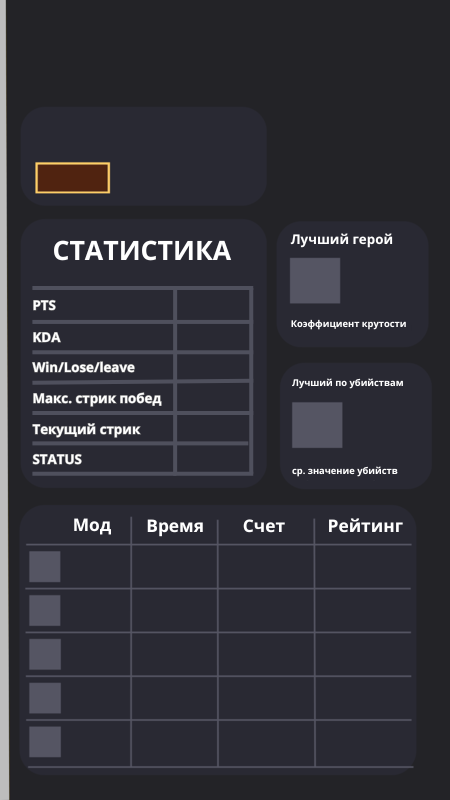 СТАТИСТИКА
PTS
KDA
Win/Lose/leave
Макс. стрик побед
Текущий стрик
STATUS
Лучший герой
Коэффициент крутости
Лучший по убийствам
ср. значение убийств
Мод Время Счет Рейтинг